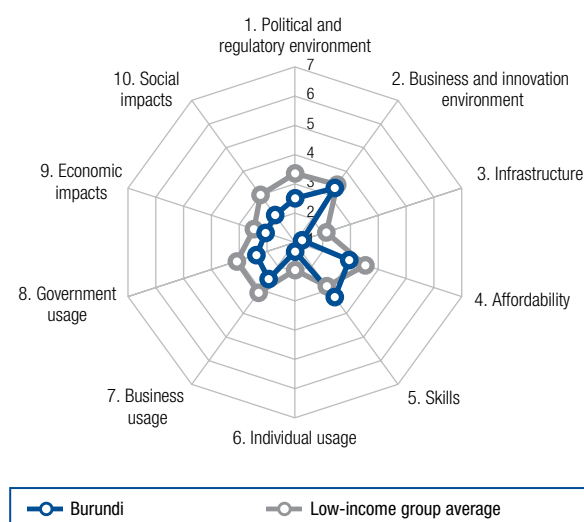 1. Political and
regulatory environment
7
10. Social
impacts
2. Business and innovation
environment
6
5
4
9. Economic
impacts
3. Infrastructure
3
2
1
8. Government
usage
4. Affordability
7. Business
usage
5. Skills
6. Individual usage
Burundi
Low-income group average